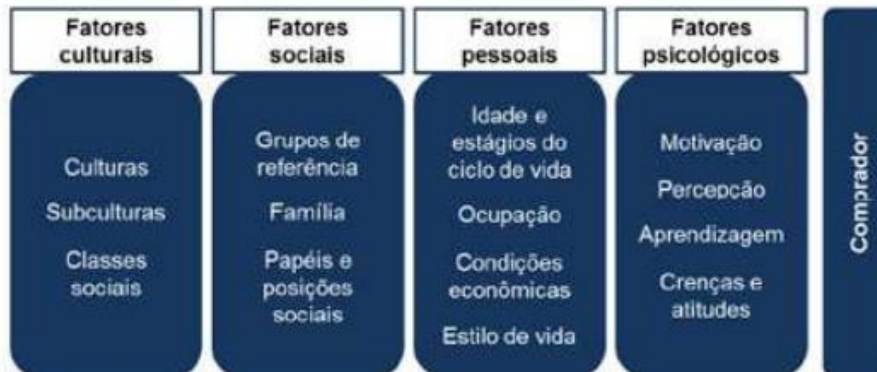 Fatores
culturais
Culturas
Subculturas
Classes
sociais
Fatores
sociais
Grupos de
referência
Família
Papéis e
posições
sociais
Fatores
pessoais
Idade e
estágios do
ciclo de vida
Ocupação
Condições
econômicas
Estilo de vida
Fatores
psicológicos
Motivação
Percepção
Aprendizagem
Crenças e
atitudes
Comprador